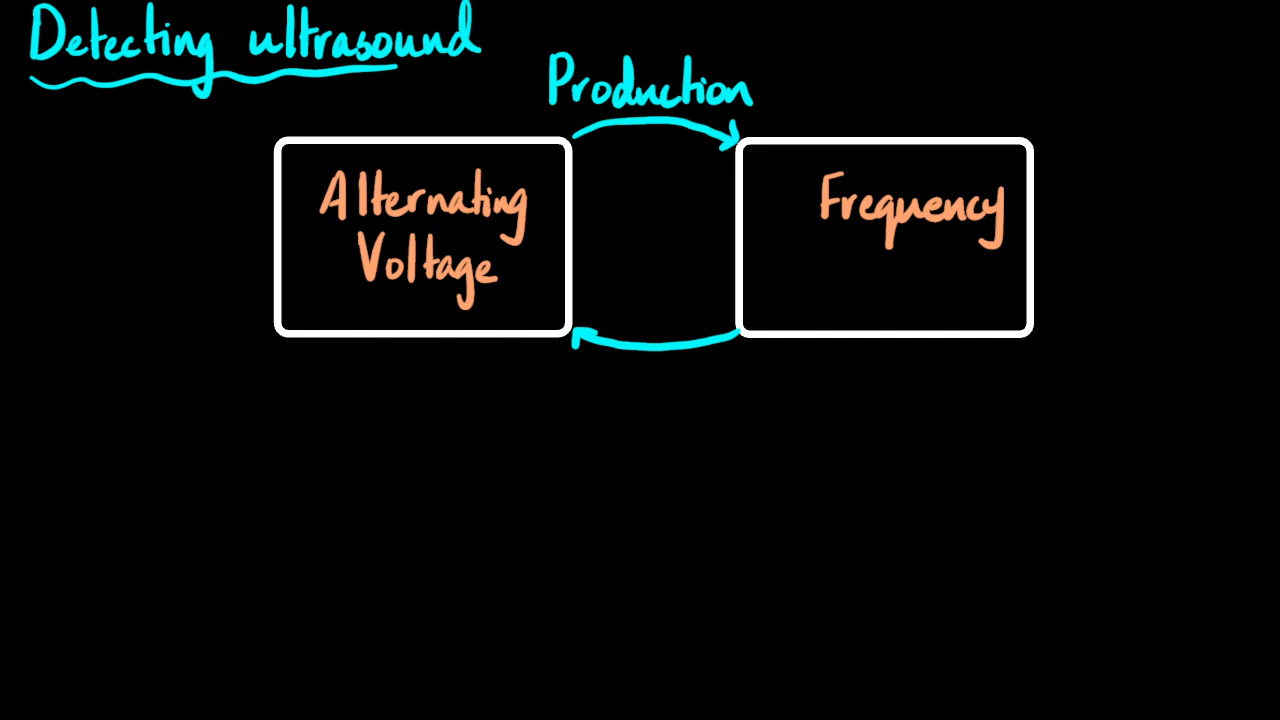 Detecting ultrasound
Production
Alternating
Voltage
Frequency